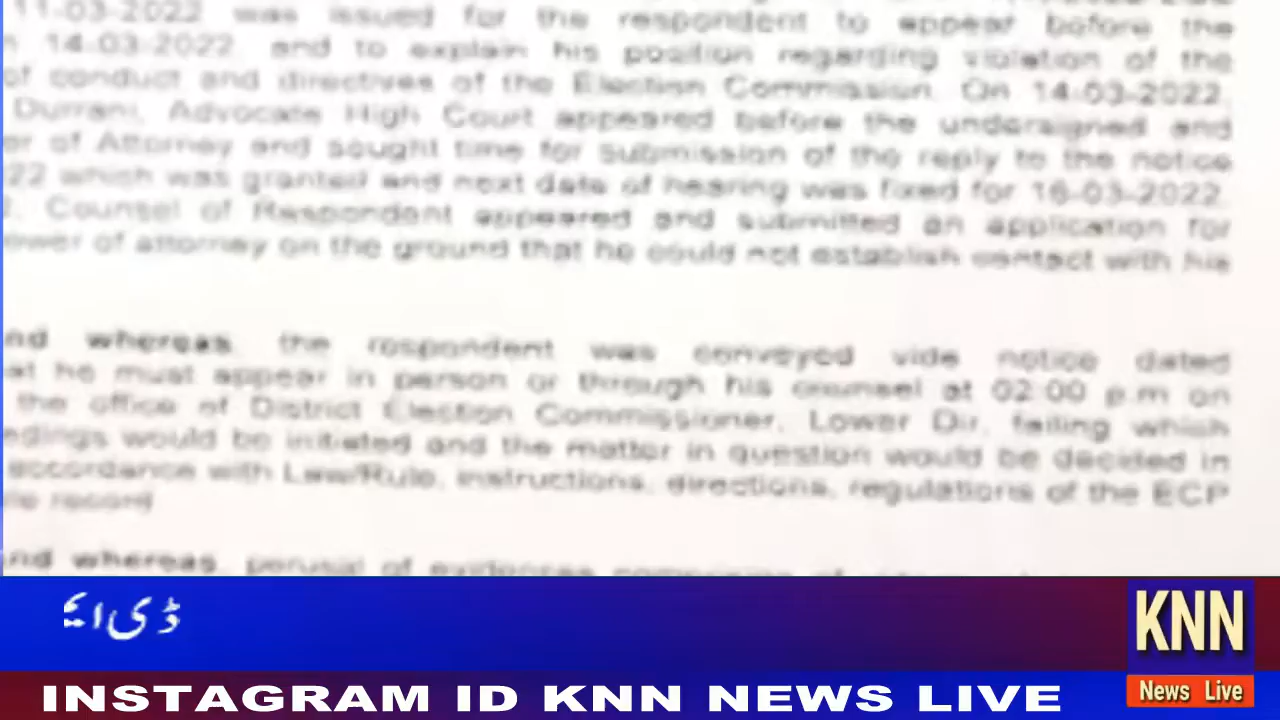 11-03-2022 was issued for the respondent to appear before the
14-03-2022, and to explain his position regarding violation of the
of conduct and directives of the Election Commission. On 14-03-2022,
Durrani, Advocate High Court appeared before the undersigned and
er of Attorney and sought time for submission of the reply to the notice
22 which was granted and next date of hearing was fixed for 16-03-2022.
2, Counsel of Respondent appeared and submitted an application for
ower of attorney on the ground that he could not establish contact with his
nd whereas, the respondent was conveyed vide notice dated
at he must appear in person or through his counsel at 02:00 p.m on
the office of District Election Commissioner, Lower Dir, failing which
edings would be initiated and the matter in question would be decided in
accordance with Law/Rule, instructions, directions, regulations of the ECP
record
nd whereas, perusal of evidences comprising of
ڈی ای
KNN
News Live
INSTAGRAM ID KNN NEWS LIVE